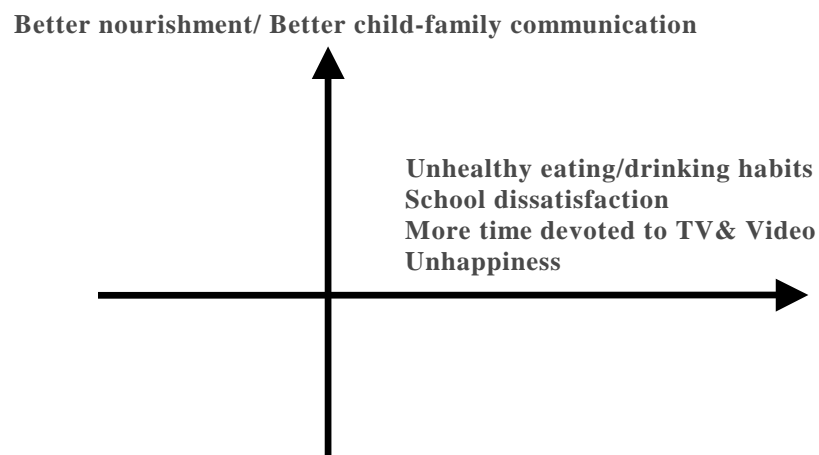 Better nourishment/ Better child-family communication
Unhealthy eating/drinking habits
School dissatisfaction
More time devoted to TV& Video
Unhappiness